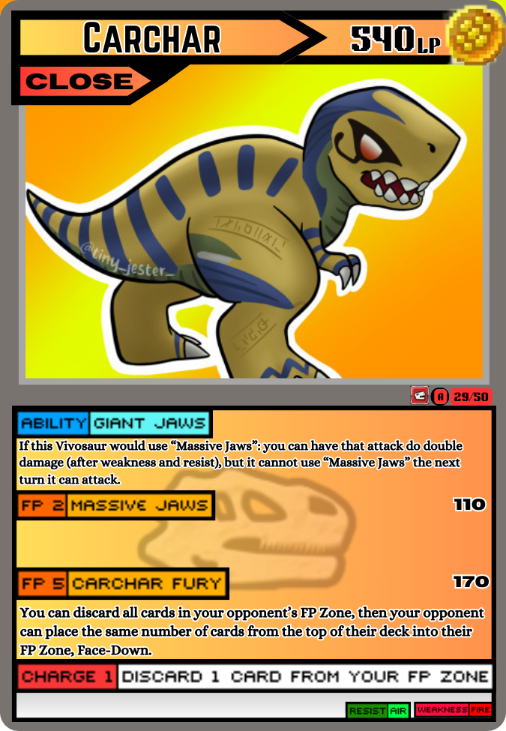 CARCHAR
540LP
CLOSE
@tiny_jester_
A 29/50
ABILITY GIANT JAWS
If this Vivosaur would use “Massive Jaws”: you can have that attack do double
damage (after weakness and resist), but it cannot use “Massive Jaws” the next
turn it can attack.
FP 2 MASSIVE JAWS 110
FP 5 CARCHAR FURY 170
You can discard all cards in your opponent’s FP Zone, then your opponent
can place the same number of cards from the top of their deck into their
FP Zone, Face-Down.
CHARGE 1 DISCARD 1 CARD FROM YOUR FP ZONE
RESIST AIR WEAKNESS FIRE